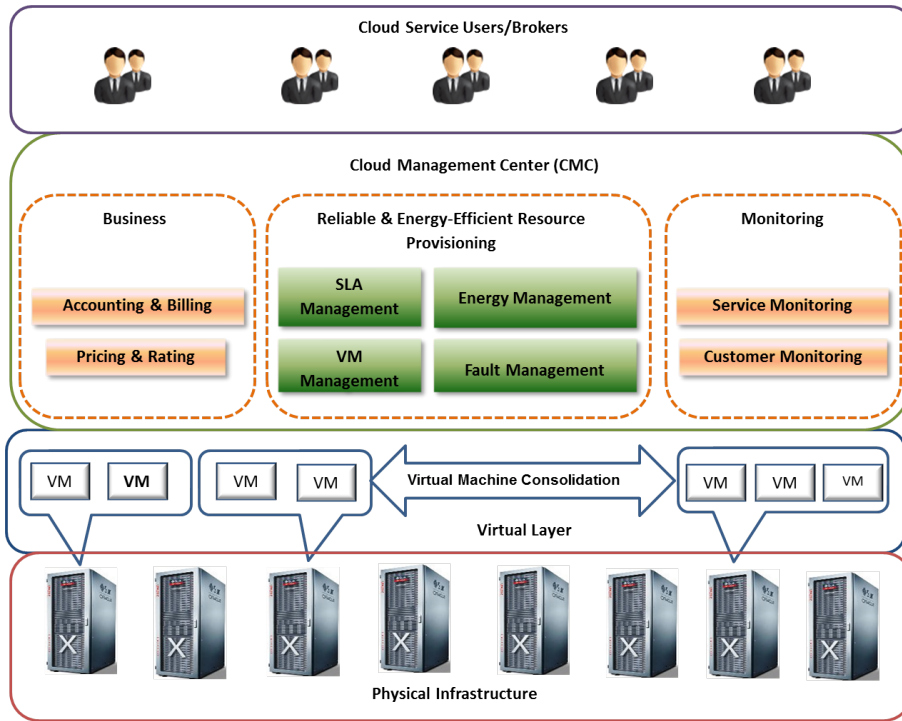 Cloud Service Users/Brokers
Cloud Management Center (CMC)
Business
Accounting & Billing
Pricing & Rating
Reliable & Energy-Efficient Resource
Provisioning
SLA
Management
Energy Management
VM
Management
Fault Management
Monitoring
Service Monitoring
Customer Monitoring
VM
VM
VM
VM
Virtual Machine Consolidation
VM
VM
VM
Virtual Layer
X
X
X
X
X
X
X
X
Physical Infrastructure